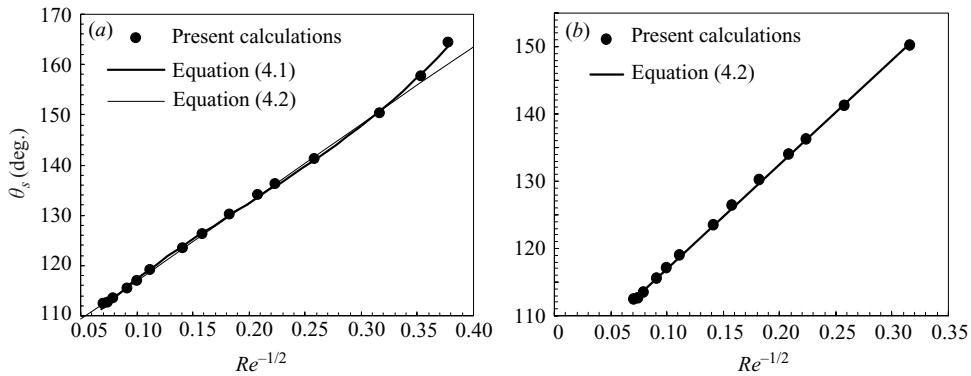 (a)
Present calculations
Equation (4.1)
Equation (4.2)
170
160
150
140
130
120
110
θs (deg.)
0.05 0.10 0.15 0.20 0.25 0.30 0.35 0.40
Re–1/2
(b)
Present calculations
Equation (4.2)
150
140
130
120
110
0 0.05 0.10 0.15 0.20 0.25 0.30 0.35
Re–1/2